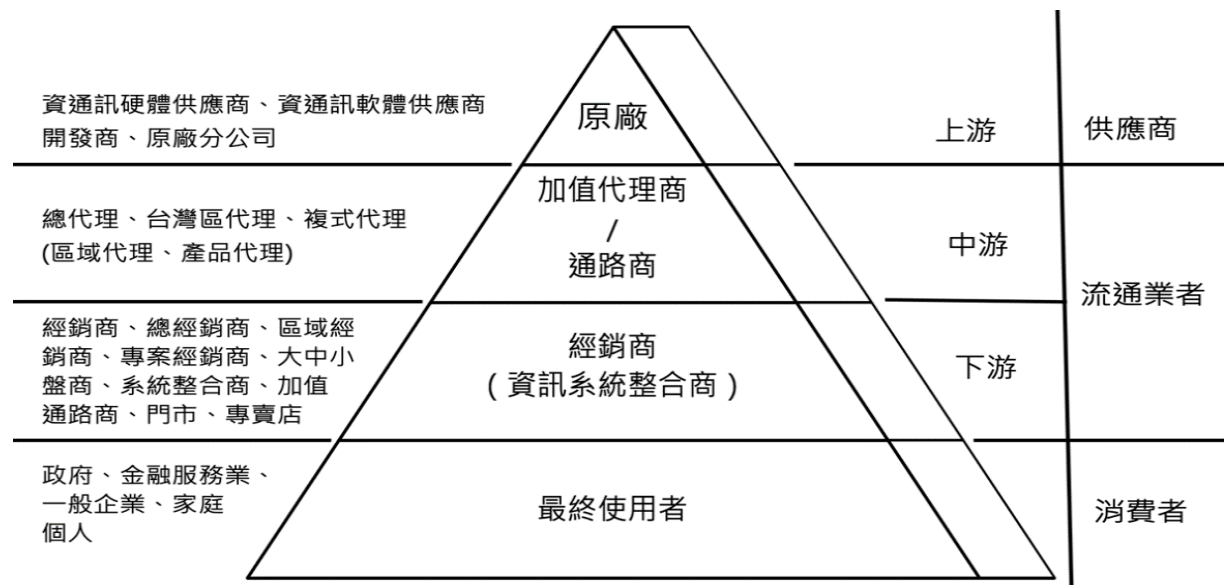 資通訊硬體供應商、資通訊軟體供應商
開發商、原廠分公司
原廠
上游
供應商
總代理、台灣區代理、複式代理
(區域代理、產品代理)
加值代理商
/
通路商
中游
流通業者
經銷商、總經銷商、區域經
銷商、專案經銷商、大中小
盤商、系統整合商、加值
通路商、門市、專賣店
經銷商
(資訊系統整合商)
下游
政府、金融服務業、
一般企業、家庭
個人
最終使用者
消費者